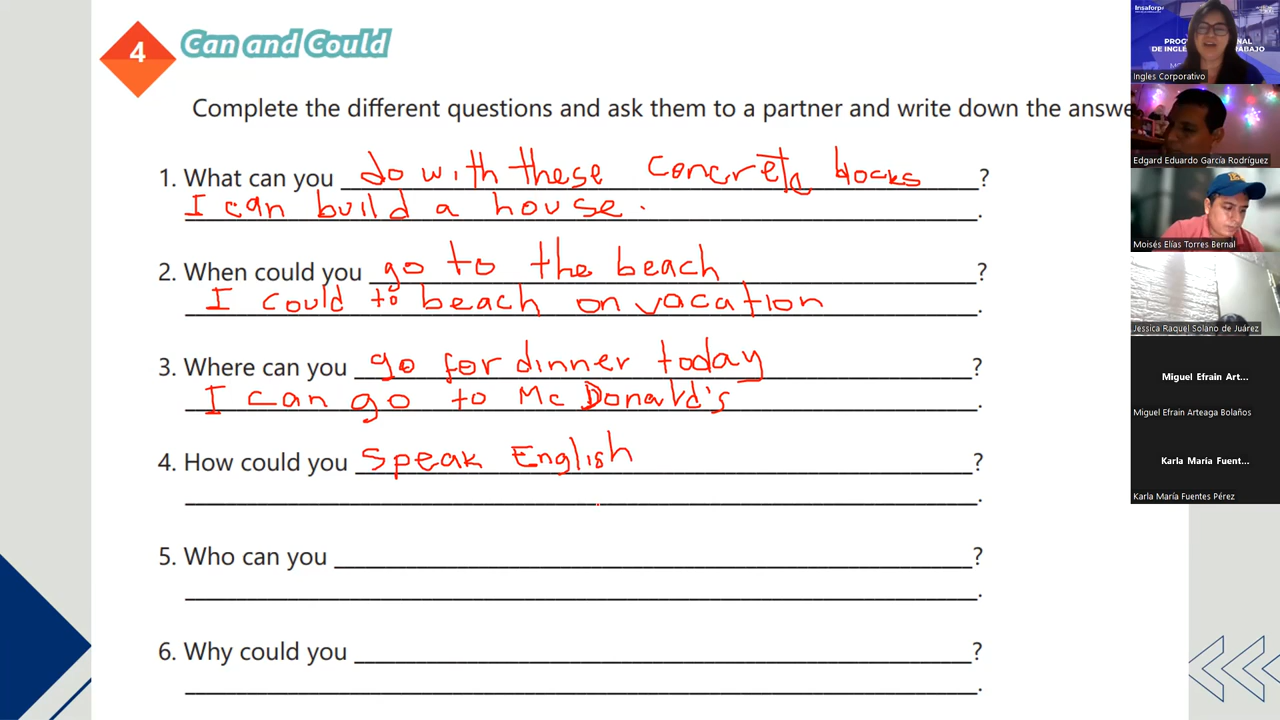 4
Can and Could
Complete the different questions and ask them to a partner and write down the answe
1. What can you do with these concrete blocks ?
I can build a house .
2. When could you go to the beach ?
I could to beach on vacation .
3. Where can you go for dinner today ?
I can go to McDonald's .
4. How could you speak English ?
.
5. Who can you ?
.
6. Why could you ?
.
Insaforp
Ingles Corporativo
Edgard Eduardo García Rodríguez
Moisés Elías Torres Bernal
Jessica Raquel Solano de Juárez
Miguel Efrain Art...
Miguel Efrain Arteaga Bolaños
Karla María Fuent...
Karla María Fuentes Pérez